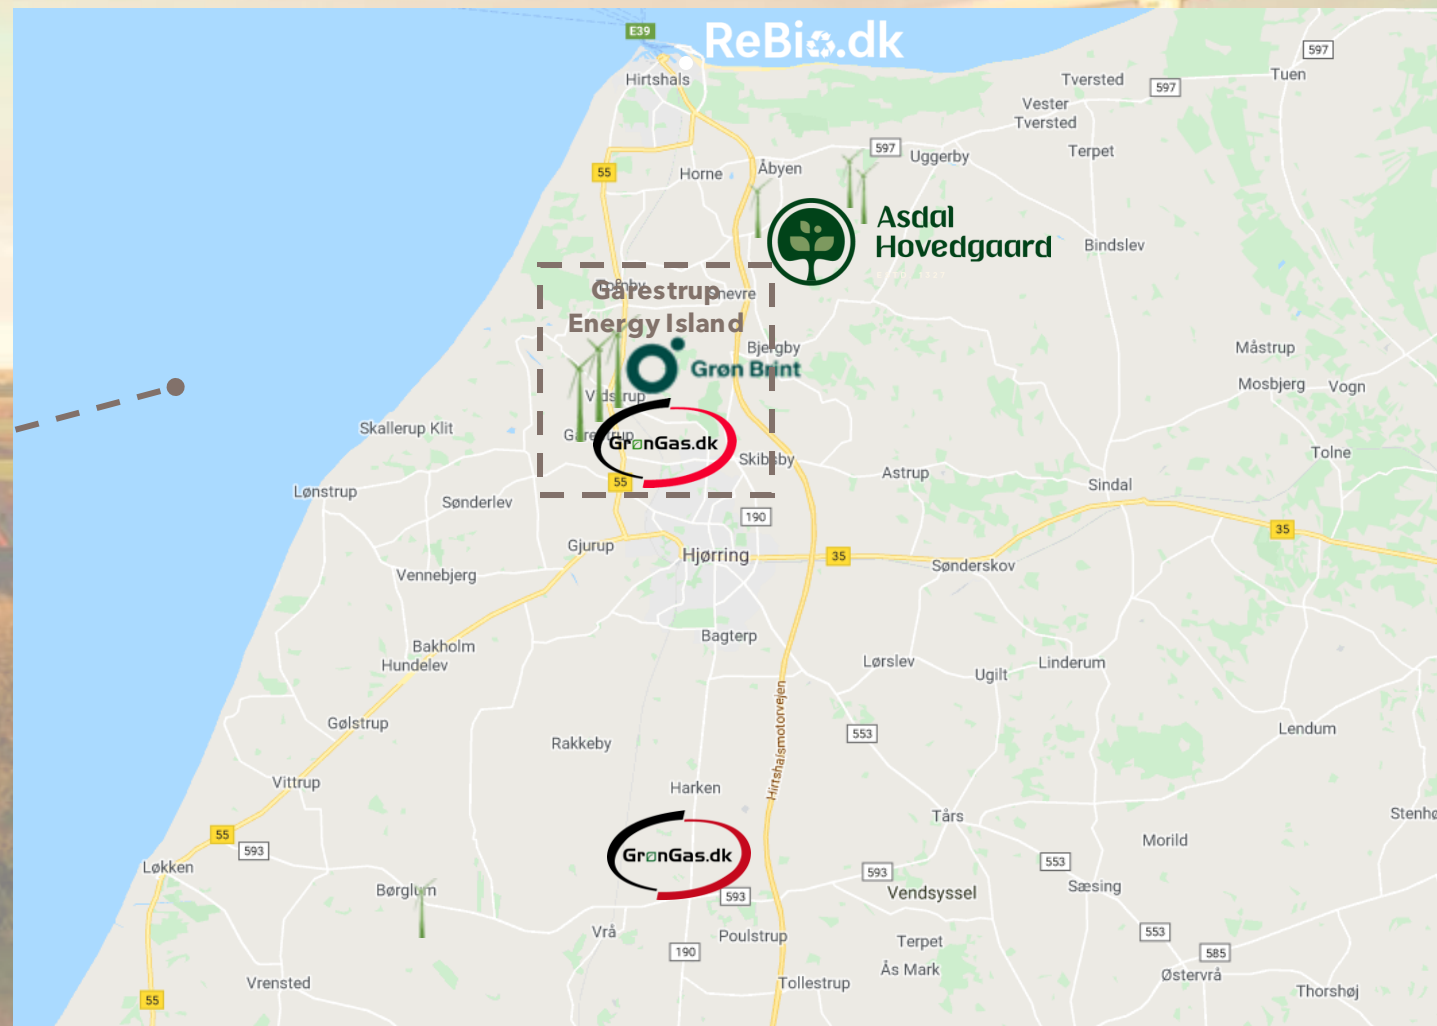 E39
ReBio.dk
597
Hirtshals
Tversted
Tuen
597
Vester
Tversted
597
Uggerby
Terpet
55
Horne
Åbyen
Asdal
Hovedgaard
Bindslev
Garestrup
Energy Island
Bjergby
Måstrup
Grøn Brint
Mosbjerg
Vogn
Vidstrup
Skallerup Klit
GrønGas.dk
Skibsby
Astrup
Tolne
55
Lønstrup
Sønderlev
Sindal
190
35
Gjurup
Hjørring
35
Sønderskov
Vennebjerg
Bagterp
Bakholm
Hundelev
Lørslev
Ugilt
Linderum
Hirtshalsmotorvejen
Gølstrup
553
Lendum
Rakkeby
Vittrup
Harken
Tårs
Stenhø
55
593
Morild
GrønGas.dk
553
Løkken
593
Sæsing
Børglum
593
Vendsyssel
Vrå
Poulstrup
Terpet
553
190
585
Ås Mark
Østervrå
Vrensted
Tollestrup
Thorshøj
55